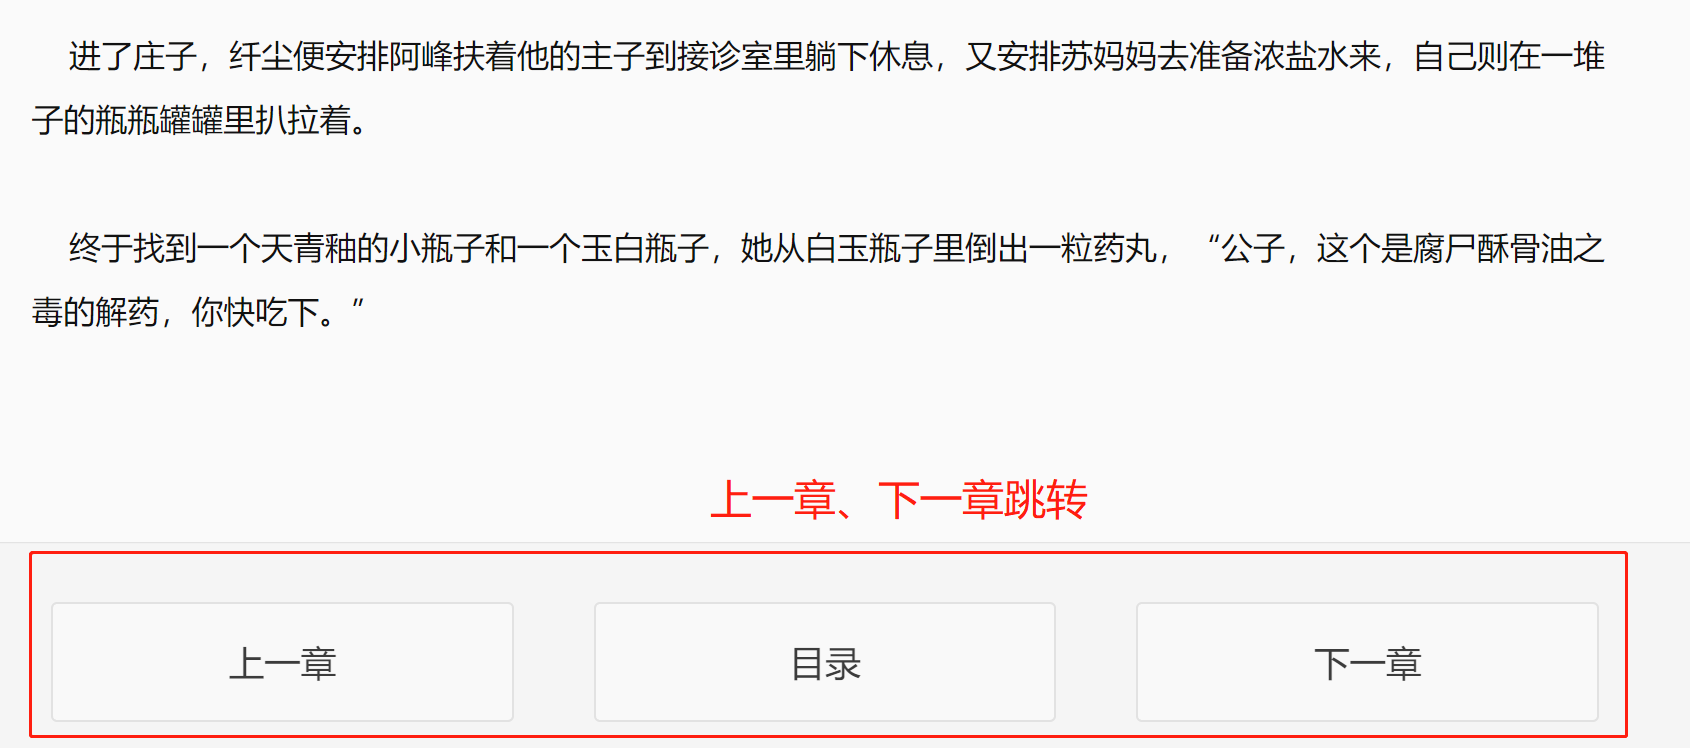 进了庄子，纤尘便安排阿峰扶着他的主子到接诊室里躺下休息，又安排苏妈妈去准备浓盐水来，自己则在一堆
子的瓶瓶罐罐里扒拉着。
终于找到一个天青釉的小瓶子和一个玉白瓶子，她从白玉瓶子里倒出一粒药丸，“公子，这个是腐尸酥骨油之
毒的解药，你快吃下。”
上一章、下一章跳转
上一章
目录
下一章